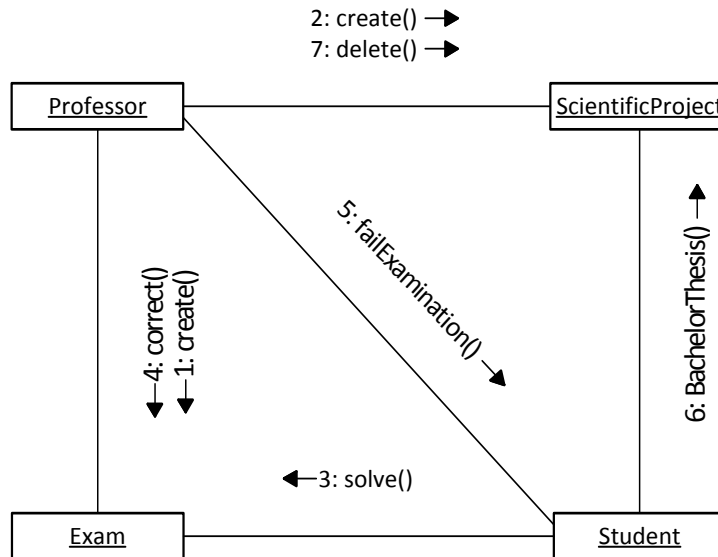 2: create()
7: delete()
Professor
ScientificProject
5: failExamination()
4: correct()
1: create()
6: BachelorThesis()
3: solve()
Exam
Student